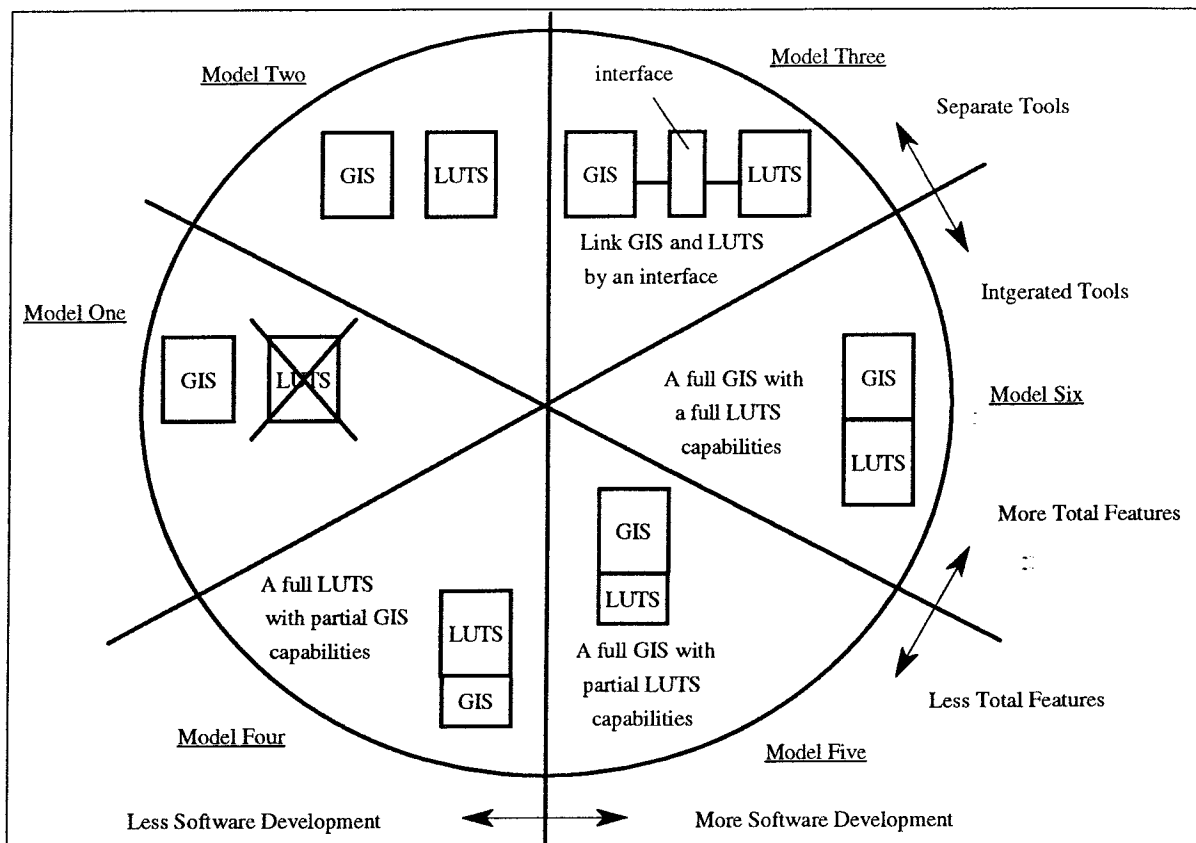 Model Two
Model Three
interface
Separate Tools
GIS
LUTS
GIS
LUTS
Link GIS and LUTS
by an interface
Intgerated Tools
Model One
GIS
LUTS
A full GIS with
a full LUTS
capabilities
GIS
LUTS
Model Six
More Total Features
GIS
LUTS
A full LUTS
with partial GIS
capabilities
LUTS
GIS
A full GIS with
partial LUTS
capabilities
Less Total Features
Model Four
Model Five
Less Software Development
More Software Development